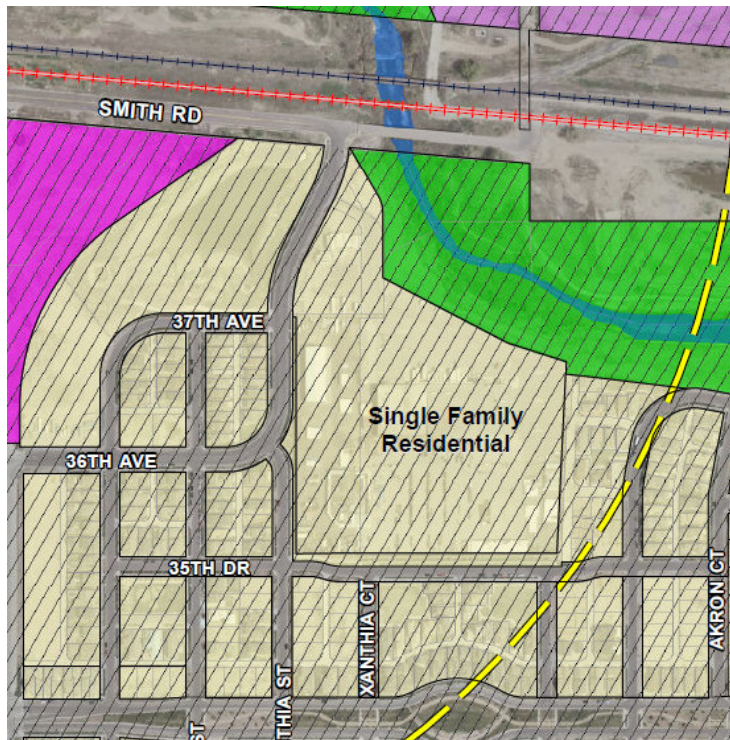 SMITH RD
37TH AVE
Single Family
Residential
36TH AVE
35TH DR
XANTHIA CT
AKRON CT
THIA ST
ST